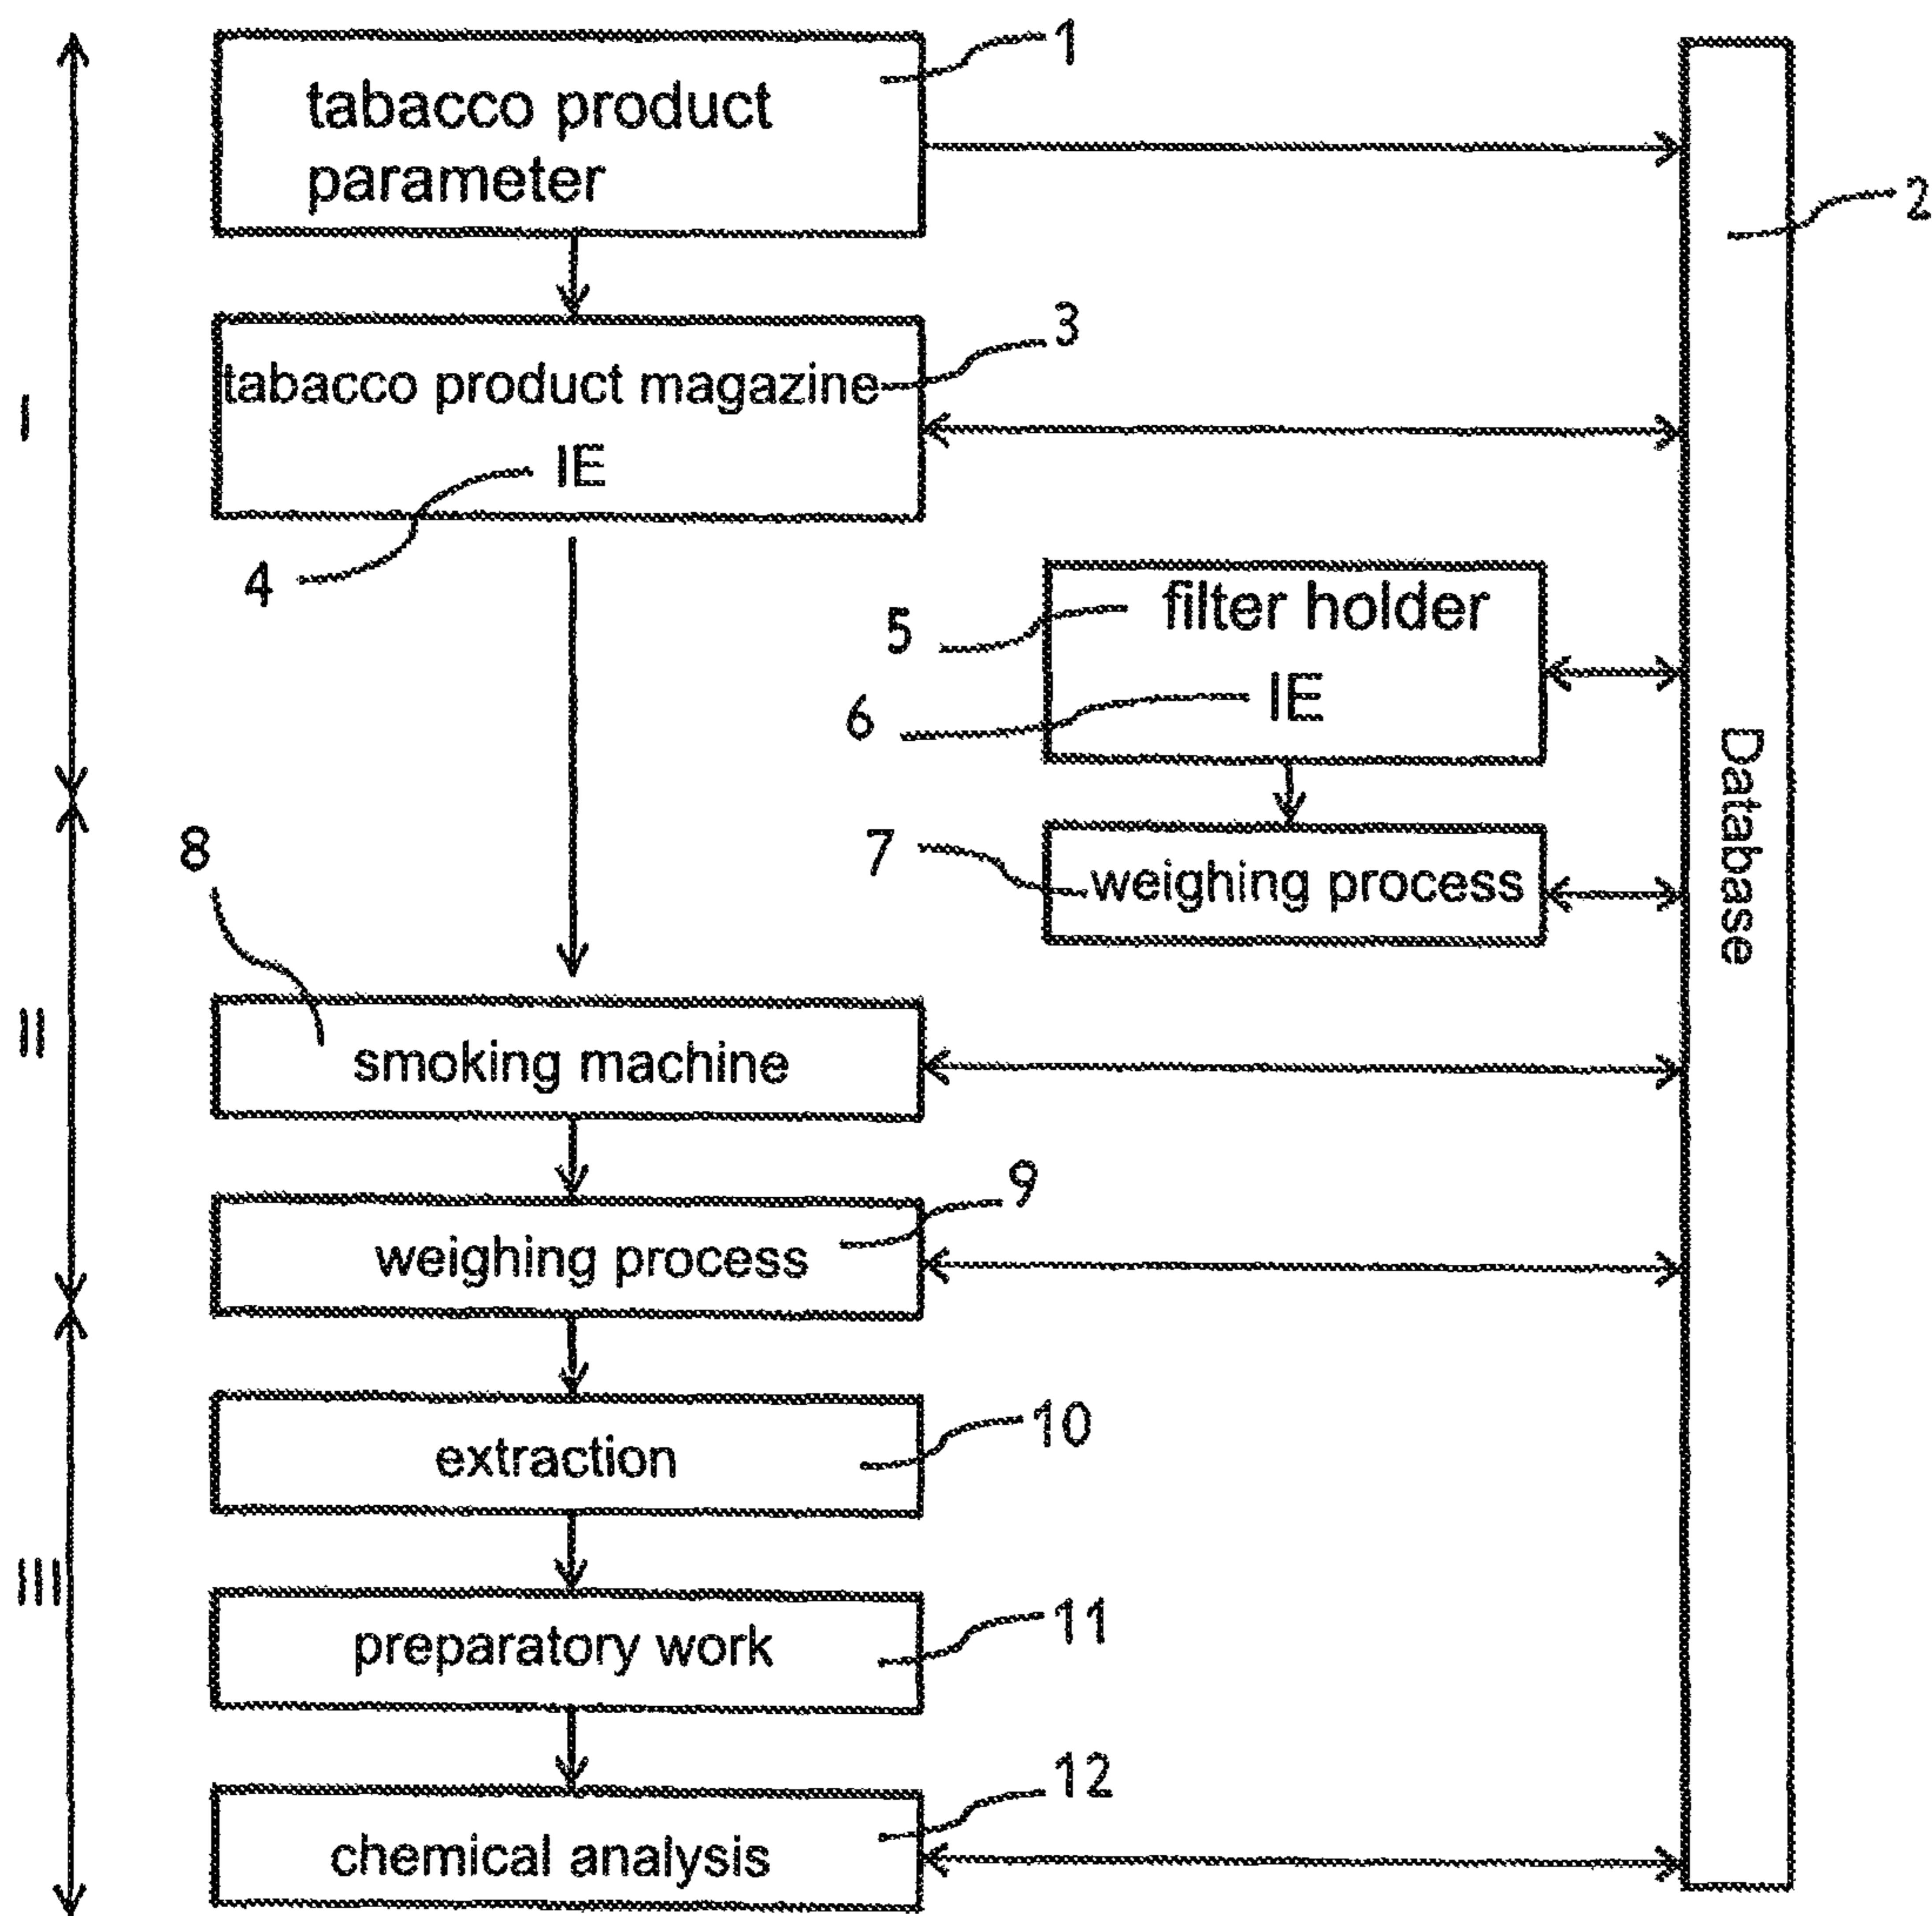 1
tabacco product
parameter
2
3
tabacco product magazine
I
IE
4
filter holder
5
IE
6
Database
8
7
weighing process
II
smoking machine
9
weighing process
10
extraction
III
11
preparatory work
12
chemical analysis